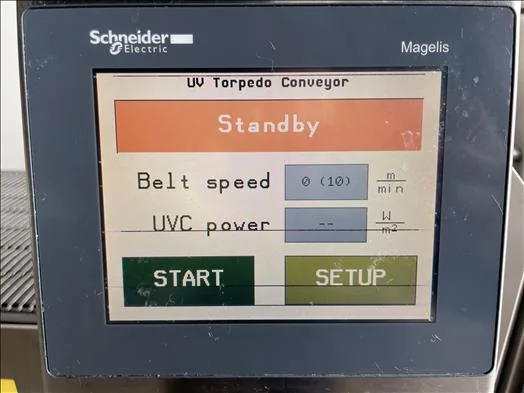 Schneider
Electric
Magelis
UV Torpedo Conveyor
Standby
Belt speed 0 (10) m/min
UVC power -- W/m²
START SETUP